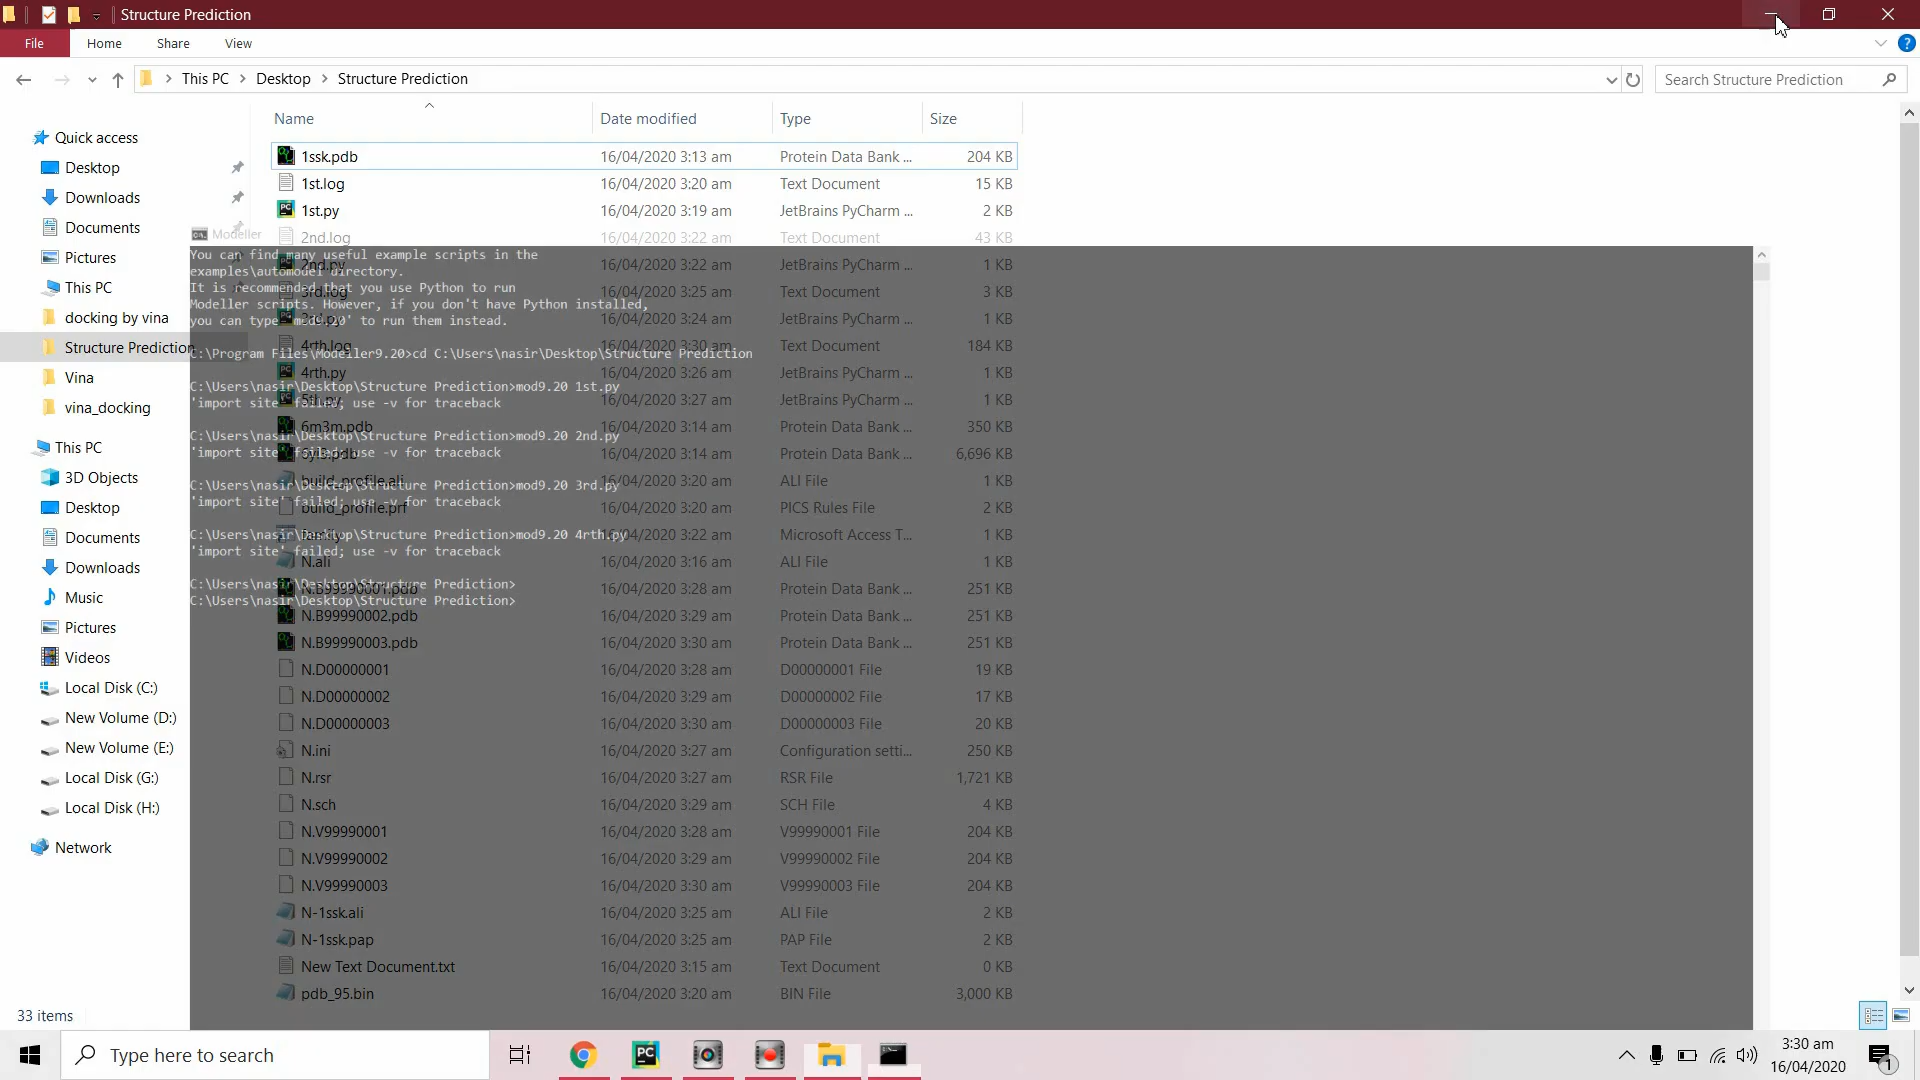 Structure Prediction
File Home Share View
This PC Desktop Structure Prediction
Search Structure Prediction
Name Date modified Type Size
Quick access
Desktop
Downloads
Documents
Pictures
This PC
docking by vina
Structure Prediction
Vina
vina_docking
This PC
3D Objects
Desktop
Documents
Downloads
Music
Pictures
Videos
Local Disk (C:)
New Volume (D:)
New Volume (E:)
Local Disk (G:)
Local Disk (H:)
Network
1ssk.pdb 16/04/2020 3:13 am Protein Data Bank ... 204 KB
1st.log 16/04/2020 3:20 am Text Document 15 KB
1st.py 16/04/2020 3:19 am JetBrains PyCharm ... 2 KB
2nd.log 16/04/2020 3:22 am Text Document 43 KB
2nd.py 16/04/2020 3:22 am JetBrains PyCharm ... 1 KB
3rd.log 16/04/2020 3:25 am Text Document 3 KB
3rd.py 16/04/2020 3:24 am JetBrains PyCharm ... 1 KB
4rth.log 16/04/2020 3:30 am Text Document 184 KB
4rth.py 16/04/2020 3:26 am JetBrains PyCharm ... 1 KB
5th.py 16/04/2020 3:27 am JetBrains PyCharm ... 1 KB
6m3m.pdb 16/04/2020 3:14 am Protein Data Bank ... 350 KB
16/04/2020 3:14 am Protein Data Bank ... 6,696 KB
build_profile.ali 16/04/2020 3:20 am ALI File 1 KB
build_profile.prf 16/04/2020 3:20 am PICS Rules File 2 KB
16/04/2020 3:22 am Microsoft Access T... 1 KB
N.ali 16/04/2020 3:16 am ALI File 1 KB
N.B99990001.pdb 16/04/2020 3:28 am Protein Data Bank ... 251 KB
N.B99990002.pdb 16/04/2020 3:29 am Protein Data Bank ... 251 KB
N.B99990003.pdb 16/04/2020 3:30 am Protein Data Bank ... 251 KB
N.D00000001 16/04/2020 3:28 am D00000001 File 19 KB
N.D00000002 16/04/2020 3:29 am D00000002 File 17 KB
N.D00000003 16/04/2020 3:30 am D00000003 File 20 KB
N.ini 16/04/2020 3:27 am Configuration setti... 250 KB
N.rsr 16/04/2020 3:27 am RSR File 1,721 KB
N.sch 16/04/2020 3:29 am SCH File 4 KB
N.V99990001 16/04/2020 3:28 am V99990001 File 204 KB
N.V99990002 16/04/2020 3:29 am V99990002 File 204 KB
N.V99990003 16/04/2020 3:30 am V99990003 File 204 KB
N-1ssk.ali 16/04/2020 3:25 am ALI File 2 KB
N-1ssk.pap 16/04/2020 3:25 am PAP File 2 KB
New Text Document.txt 16/04/2020 3:15 am Text Document 0 KB
pdb_95.bin 16/04/2020 3:20 am BIN File 3,000 KB
Modeller
You can find many useful example scripts in the
examples\automodel directory.
It is recommended that you use Python to run
Modeller scripts. However, if you don't have Python installed,
you can type 'mod9.20' to run them instead.
C:\Program Files\Modeller9.20>cd C:\Users\nasir\Desktop\Structure Prediction
C:\Users\nasir\Desktop\Structure Prediction>mod9.20 1st.py
'import site' failed; use -v for traceback
C:\Users\nasir\Desktop\Structure Prediction>mod9.20 2nd.py
'import site' failed; use -v for traceback
C:\Users\nasir\Desktop\Structure Prediction>mod9.20 3rd.py
'import site' failed; use -v for traceback
C:\Users\nasir\Desktop\Structure Prediction>mod9.20 4rth.py
'import site' failed; use -v for traceback
C:\Users\nasir\Desktop\Structure Prediction>
C:\Users\nasir\Desktop\Structure Prediction>
33 items
Type here to search
PC
3:30 am
16/04/2020
1